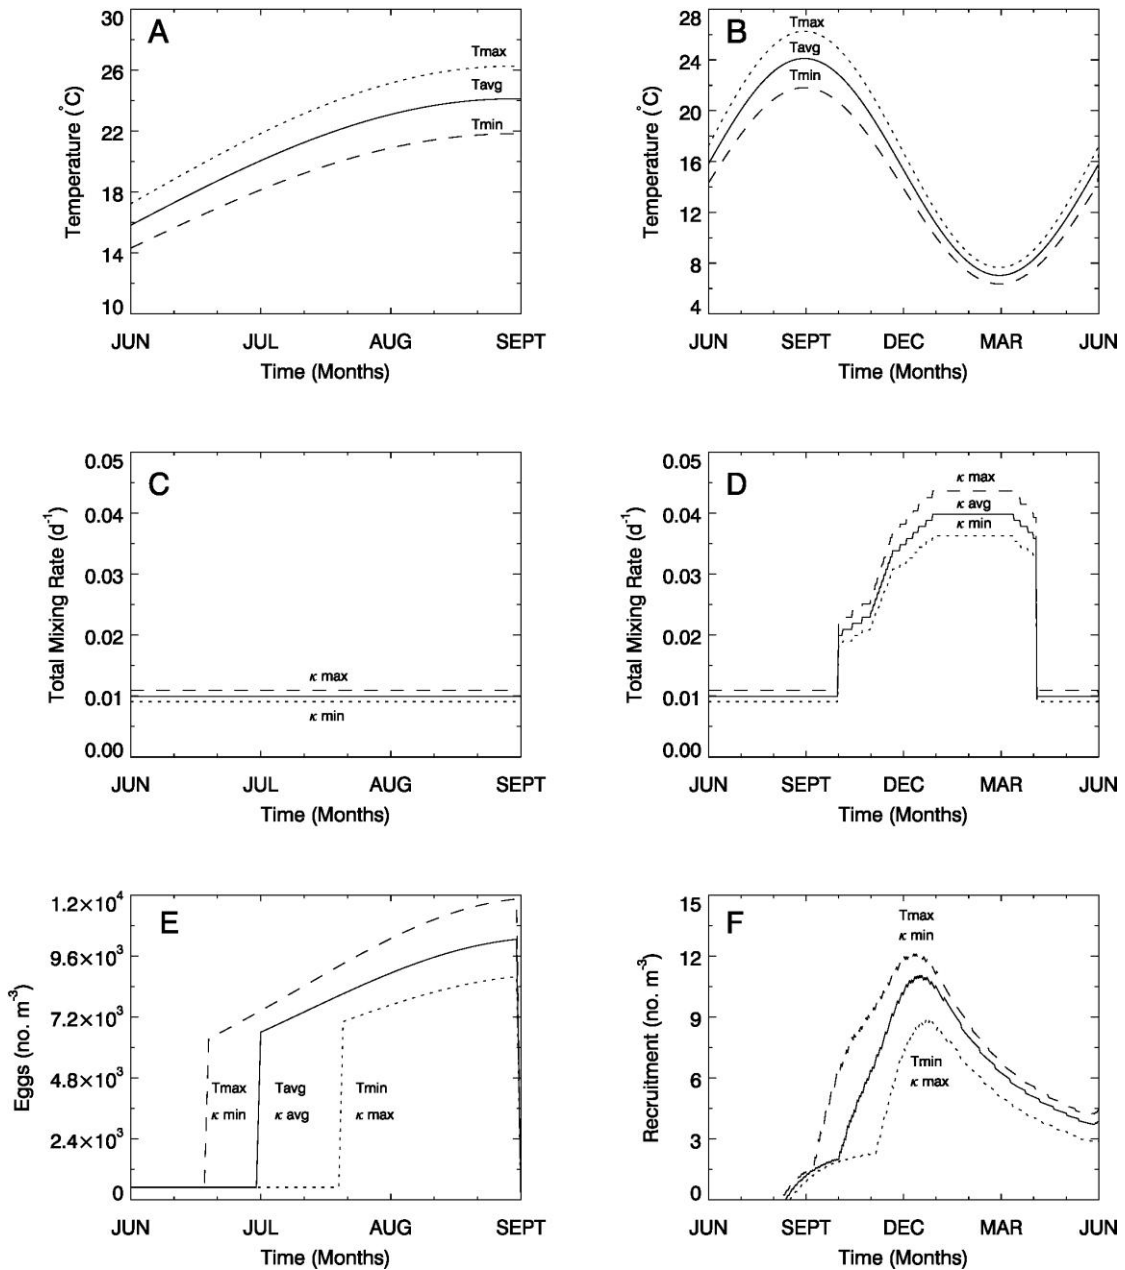 A
30
26
22
18
14
10
Temperature (°C)
Tmax
Tavg
Tmin
JUN JUL AUG SEPT
Time (Months)
B
28
24
20
16
12
8
4
Temperature (°C)
Tmax
Tavg
Tmin
JUN SEPT DEC MAR JUN
Time (Months)
C
0.05
0.04
0.03
0.02
0.01
0.00
Total Mixing Rate (d⁻¹)
κ max
κ min
JUN JUL AUG SEPT
Time (Months)
D
0.05
0.04
0.03
0.02
0.01
0.00
Total Mixing Rate (d⁻¹)
κ max
κ avg
κ min
JUN SEPT DEC MAR JUN
Time (Months)
E
1.2×10⁴
9.6×10³
7.2×10³
4.8×10³
2.4×10³
0
Eggs (no. m⁻³)
Tmax
κ min
Tavg
κ avg
Tmin
κ max
JUN JUL AUG SEPT
Time (Months)
F
15
12
9
6
3
0
Recruitment (no. m⁻³)
Tmax
κ min
Tmin
κ max
JUN SEPT DEC MAR JUN
Time (Months)